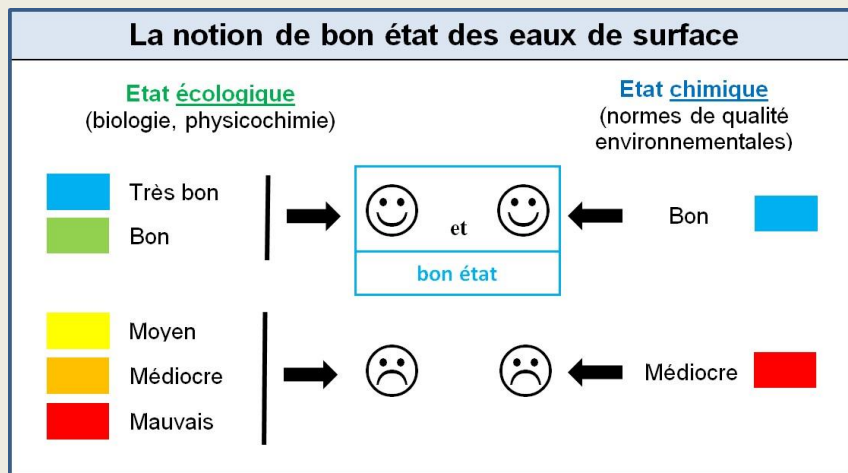 La notion de bon état des eaux de surface
Etat écologique
(biologie, physicochimie)
Etat chimique
(normes de qualité
environnementales)
Très bon
Bon
et
bon état
Bon
Moyen
Médiocre
Mauvais
Médiocre